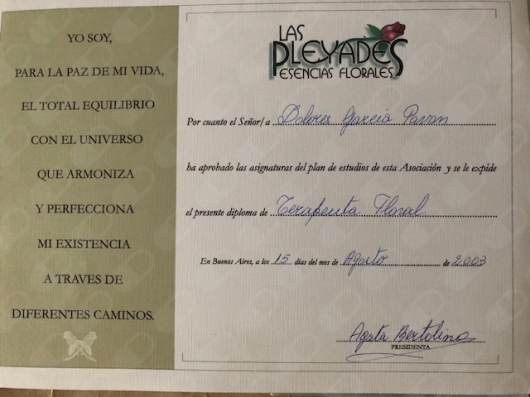 YO SOY,
PARA LA PAZ DE MI VIDA,
EL TOTAL EQUILIBRIO
CON EL UNIVERSO
QUE ARMONIZA
Y PERFECCIONA
MI EXISTENCIA
A TRAVES DE
DIFERENTES CAMINOS.
LAS
PLEYADES
ESENCIAS FLORALES
Por cuanto el Señor/a Dolores Garcia Pavon
ha aprobado las asignaturas del plan de estudios de esta Asociación y se le expide
el presente diploma de Terapeuta Floral
En Buenos Aires, a los 15 días del mes de Agosto de 2003
Agata Bertolino
PRESIDENTA